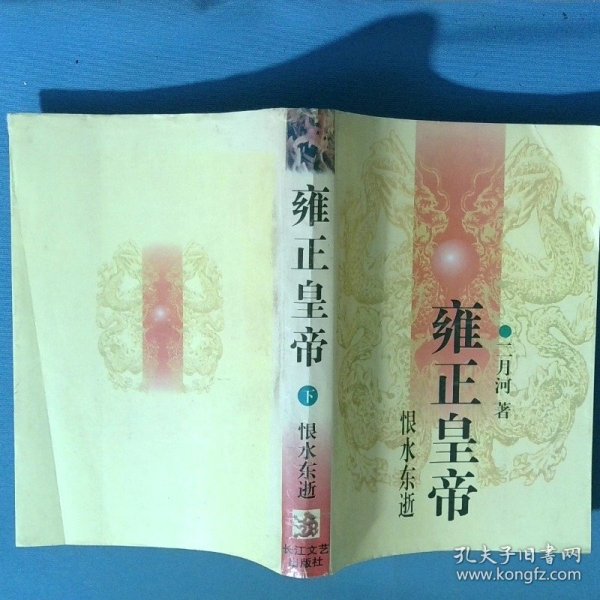 雍正皇帝
下
恨水东逝
长江文艺
出版社
雍正皇帝
恨水东逝
二月河 著
孔夫子旧书网
www.kongfz.com